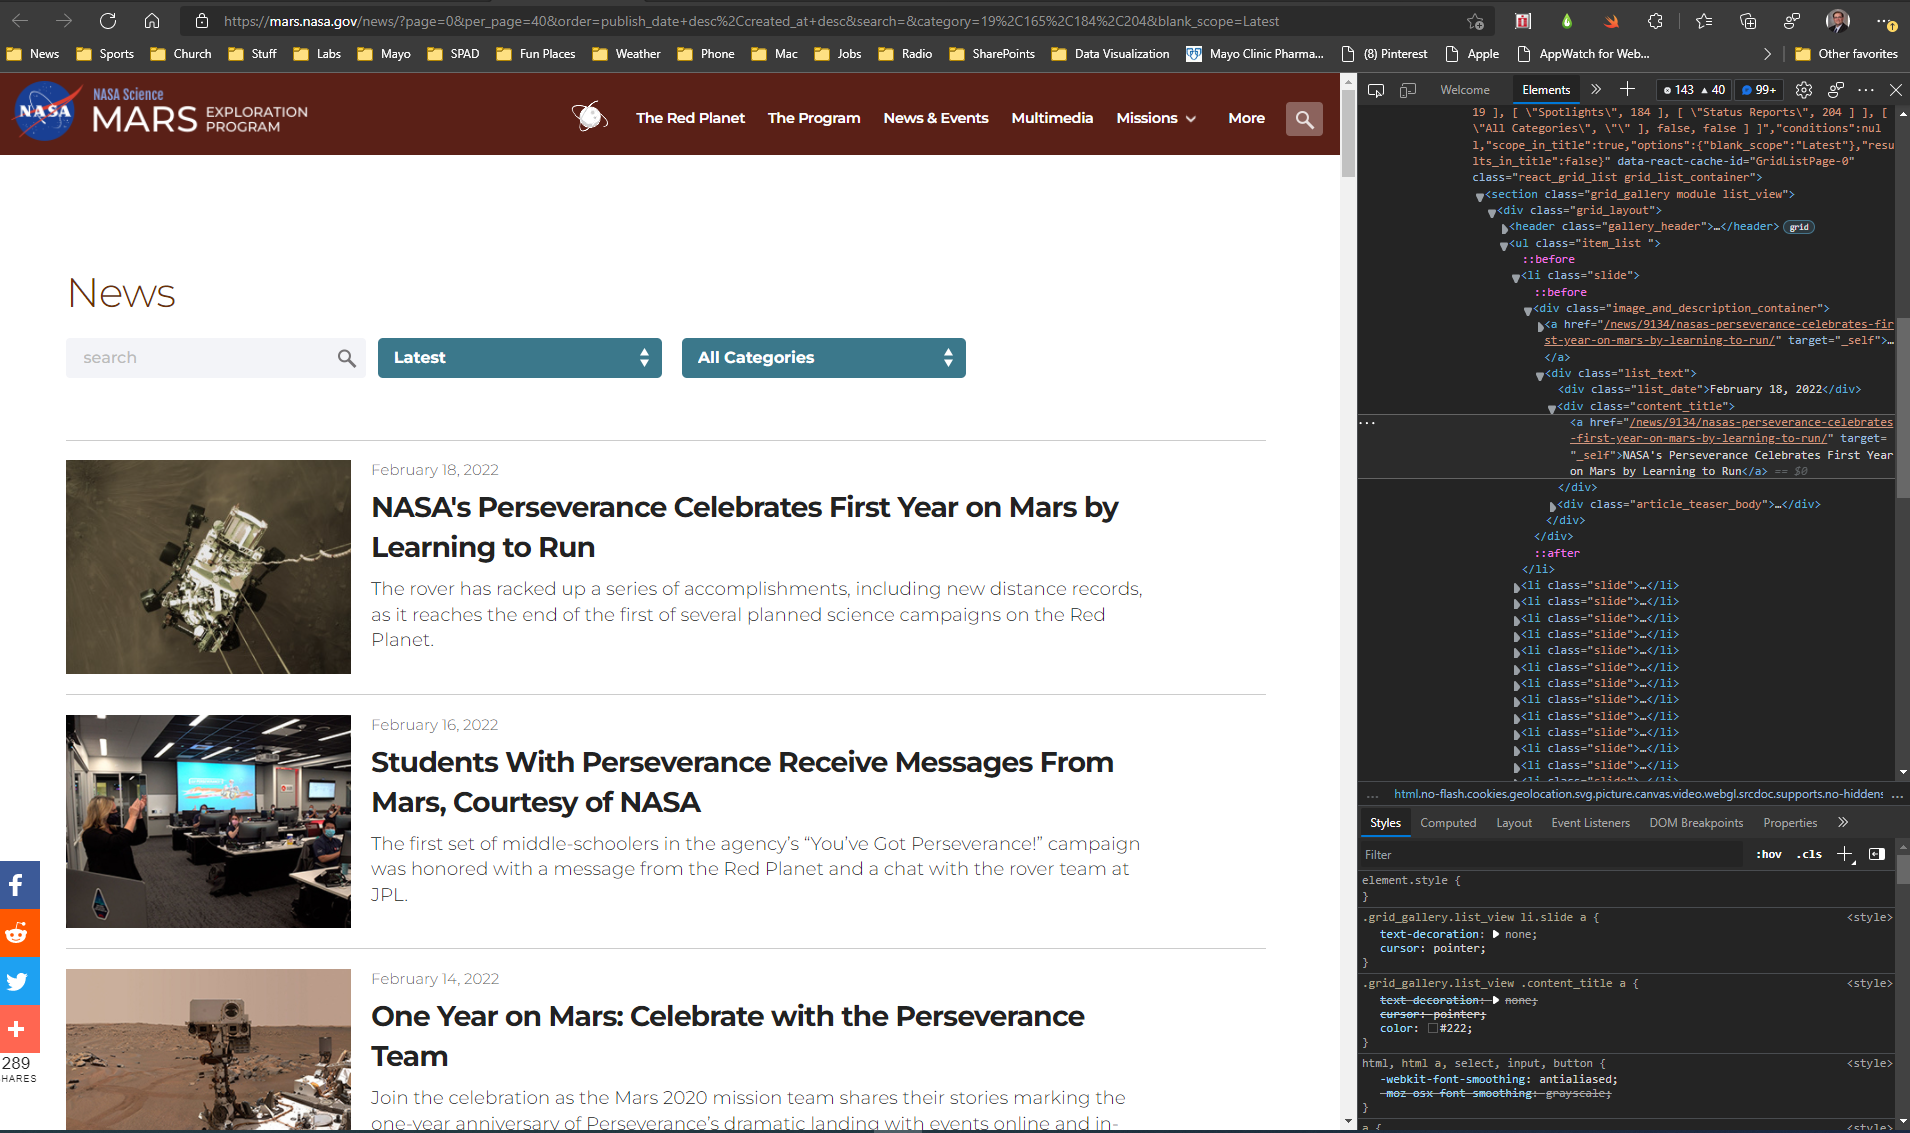 https://mars.nasa.gov/news/?page=0&per_page=40&order=publish_date+desc%2Ccreated_at+desc&search=&category=19%2C165%2C184%2C204&blank_scope=Latest
News Sports Church Stuff Labs Mayo SPAD Fun Places Weather Phone Mac Jobs Radio SharePoints Data Visualization Mayo Clinic Pharma... (8) Pinterest Apple AppWatch for Web... Other favorites
NASA
NASA Science
MARS EXPLORATION PROGRAM
The Red Planet The Program News & Events Multimedia Missions More
News
search Latest All Categories
February 18, 2022
NASA's Perseverance Celebrates First Year on Mars by
Learning to Run
The rover has racked up a series of accomplishments, including new distance records,
as it reaches the end of the first of several planned science campaigns on the Red
Planet.
February 16, 2022
Students With Perseverance Receive Messages From
Mars, Courtesy of NASA
The first set of middle-schoolers in the agency’s “You’ve Got Perseverance!” campaign
was honored with a message from the Red Planet and a chat with the rover team at
JPL.
February 14, 2022
One Year on Mars: Celebrate with the Perseverance
Team
Join the celebration as the Mars 2020 mission team shares their stories marking the
one-year anniversary of Perseverance’s dramatic landing with events online and in-
289
HARES
Welcome Elements 143 40 99+
19 ], [ \"Spotlights\", 184 ], [ \"Status Reports\", 204 ] ], [
\"All Categories\", \"\" ], false, false ] ]","conditions":nul
l,"scope_in_title":true,"options":{"blank_scope":"Latest"},"resu
lts_in_title":false}" data-react-cache-id="GridListPage-0"
class="react_grid_list grid_list_container">
<section class="grid_gallery module list_view">
<div class="grid_layout">
<header class="gallery_header">…</header> grid
<ul class="item_list ">
::before
<li class="slide">
::before
<div class="image_and_description_container">
<a href="/news/9134/nasas-perseverance-celebrates-fir
st-year-on-mars-by-learning-to-run/" target="_self">…
</a>
<div class="list_text">
<div class="list_date">February 18, 2022</div>
<div class="content_title">
<a href="/news/9134/nasas-perseverance-celebrates
-first-year-on-mars-by-learning-to-run/" target=
"_self">NASA's Perseverance Celebrates First Year
on Mars by Learning to Run</a> == $0
</div>
<div class="article_teaser_body">…</div>
</div>
</div>
::after
</li>
<li class="slide">…</li>
<li class="slide">…</li>
<li class="slide">…</li>
<li class="slide">…</li>
<li class="slide">…</li>
<li class="slide">…</li>
<li class="slide">…</li>
<li class="slide">…</li>
<li class="slide">…</li>
<li class="slide">…</li>
<li class="slide">…</li>
<li class="slide">…</li>
<li class="slide">…</li>
... html.no-flash.cookies.geolocation.svg.picture.canvas.video.webgl.srcdoc.supports.no-hiddens ...
Styles Computed Layout Event Listeners DOM Breakpoints Properties
Filter :hov .cls
element.style {
}
.grid_gallery.list_view li.slide a { <style>
text-decoration: none;
cursor: pointer;
}
.grid_gallery.list_view .content_title a { <style>
text-decoration: none;
cursor: pointer;
color: #222;
}
html, html a, select, input, button { <style>
-webkit-font-smoothing: antialiased;
-moz-osx-font-smoothing: grayscale;
}
a { <style>